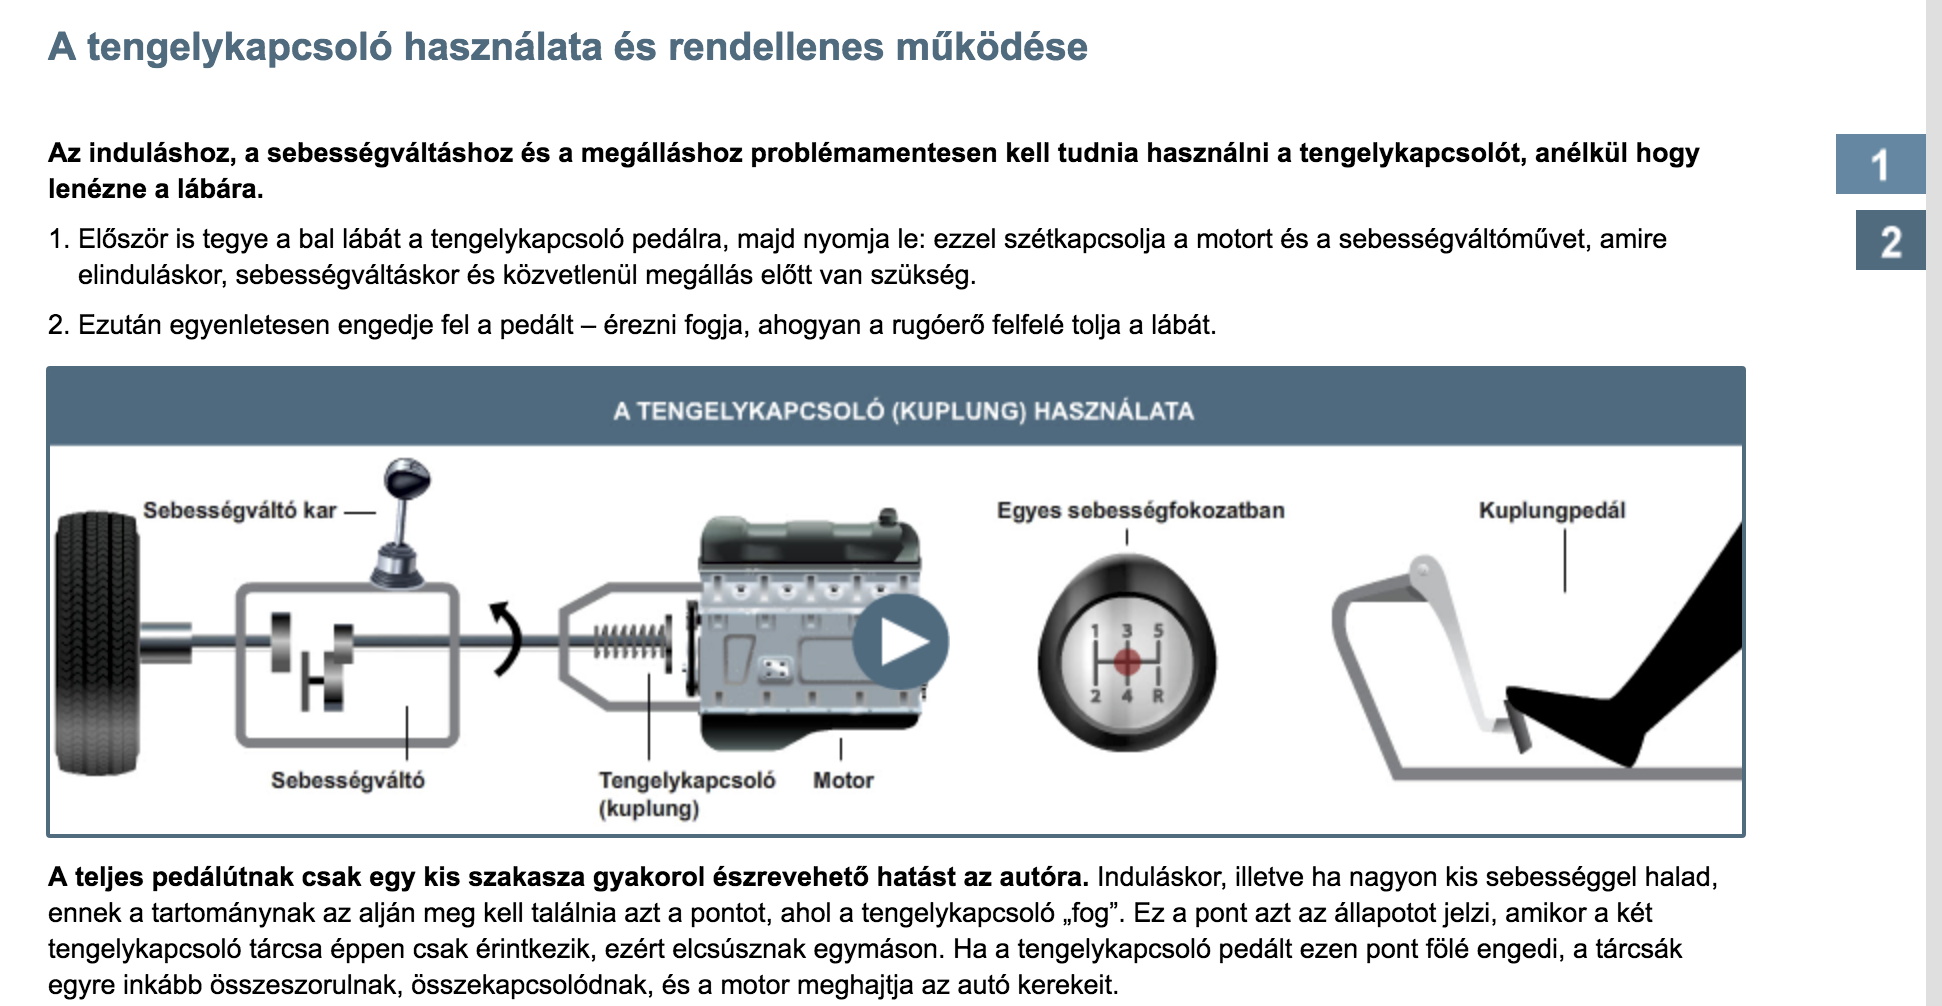 A tengelykapcsoló használata és rendellenes működése
Az induláshoz, a sebességváltáshoz és a megálláshoz problémamentesen kell tudnia használni a tengelykapcsolót, anélkül hogy
lenézne a lábára.
1
2
1. Először is tegye a bal lábát a tengelykapcsoló pedálra, majd nyomja le: ezzel szétkapcsolja a motort és a sebességváltóművet, amire
elinduláskor, sebességváltáskor és közvetlenül megállás előtt van szükség.
2. Ezután egyenletesen engedje fel a pedált – érezni fogja, ahogyan a rugóerő felfelé tolja a lábát.
A TENGELYKAPCSOLÓ (KUPLUNG) HASZNÁLATA
Sebességváltó kar
Egyes sebességfokozatban
Kuplungpedál
1 3 5
2 4 R
Sebességváltó
Tengelykapcsoló
(kuplung)
Motor
A teljes pedálútnak csak egy kis szakasza gyakorol észrevehető hatást az autóra. Induláskor, illetve ha nagyon kis sebességgel halad,
ennek a tartománynak az alján meg kell találnia azt a pontot, ahol a tengelykapcsoló „fog”. Ez a pont azt az állapotot jelzi, amikor a két
tengelykapcsoló tárcsa éppen csak érintkezik, ezért elcsúsznak egymáson. Ha a tengelykapcsoló pedált ezen pont fölé engedi, a tárcsák
egyre inkább összeszorulnak, összekapcsolódnak, és a motor meghajtja az autó kerekeit.